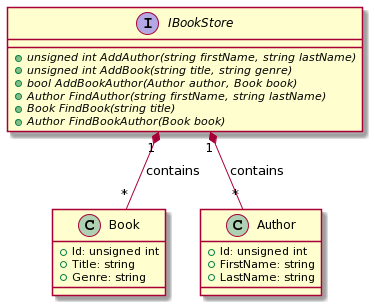 I IBookStore
unsigned int AddAuthor(string firstName, string lastName)
unsigned int AddBook(string title, string genre)
bool AddBookAuthor(Author author, Book book)
Author FindAuthor(string firstName, string lastName)
Book FindBook(string title)
Author FindBookAuthor(Book book)
1 1
contains contains
* *
C Book
Id: unsigned int
Title: string
Genre: string
C Author
Id: unsigned int
FirstName: string
LastName: string